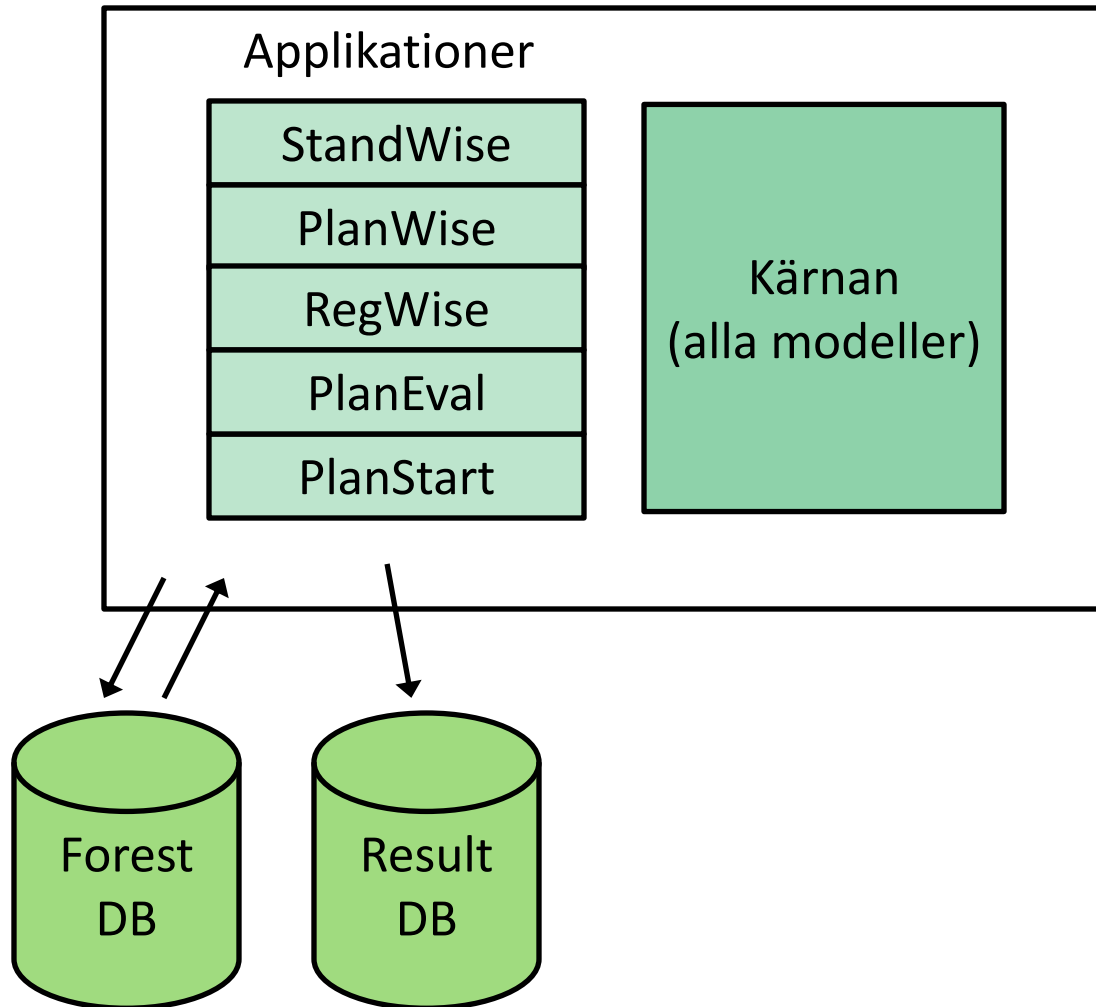 Applikationer
StandWise
PlanWise
RegWise
PlanEval
PlanStart
Kärnan
(alla modeller)
Forest
DB
Result
DB